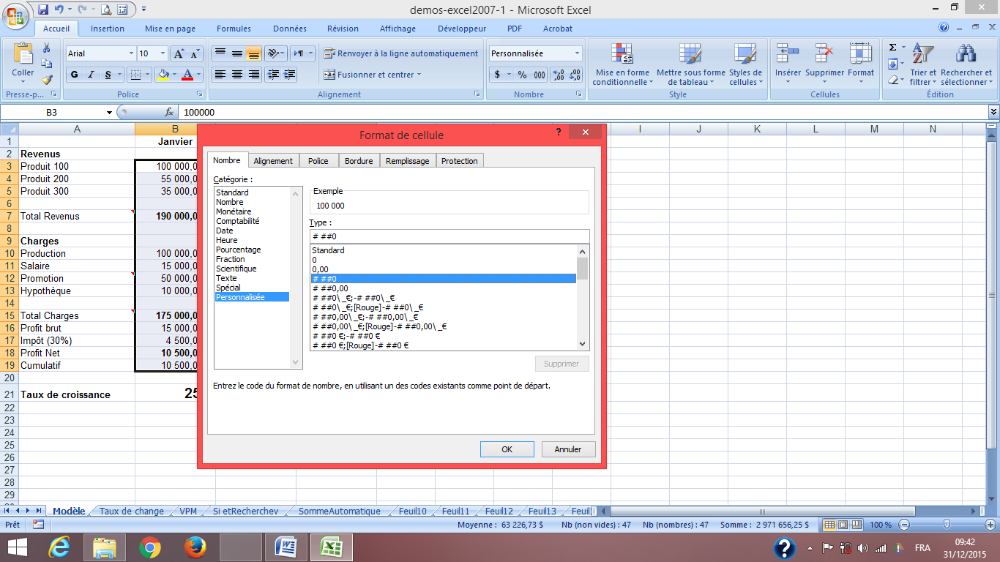 demos-excel2007-1 - Microsoft Excel
Accueil Insertion Mise en page Formules Données Révision Affichage Développeur PDF Acrobat
Coller
Presse-p...
Arial 10
G I S
Police
Renvoyer à la ligne automatiquement
Fusionner et centrer
Alignement
Personnalisée
$ % 000
Nombre
Mise en forme conditionnelle
Mettre sous forme de tableau
Styles de cellules
Style
Insérer Supprimer Format
Cellules
Trier et filtrer
Rechercher et sélectionner
Édition
B3 fx 100000
A B I J K L M N
1 Janvier
2 Revenus
3 Produit 100 100 000,0
4 Produit 200 55 000,0
5 Produit 300 35 000,0
6
7 Total Revenus 190 000,0
8
9 Charges
10 Production 100 000,0
11 Salaire 15 000,0
12 Promotion 50 000,0
13 Hypothèque 10 000,0
14
15 Total Charges 175 000,0
16 Profit brut 15 000,0
17 Impôt (30%) 4 500,0
18 Profit Net 10 500,0
19 Cumulatif 10 500,0
20
21 Taux de croissance 25
22
23
24
25
26
27
28
29
Format de cellule
Nombre Alignement Police Bordure Remplissage Protection
Catégorie :
Standard
Nombre
Monétaire
Comptabilité
Date
Heure
Pourcentage
Fraction
Scientifique
Texte
Spécial
Personnalisée
Exemple
100 000
Type :
# ##0
Standard
0
0,00
# ##0
# ##0,00
# ##0\ _€;-# ##0\ _€
# ##0\ _€;[Rouge]-# ##0\ _€
# ##0,00\ _€;-# ##0,00\ _€
# ##0,00\ _€;[Rouge]-# ##0,00\ _€
# ##0 €;-# ##0 €
# ##0 €;[Rouge]-# ##0 €
Supprimer
Entrez le code du format de nombre, en utilisant un des codes existants comme point de départ.
OK Annuler
Modèle Taux de change VPM Si etRecherchev SommeAutomatique Feuil10 Feuil11 Feuil12 Feuil13 Feuil1
Prêt Moyenne : 63 226,73 $ Nb (non vides) : 47 Nb (nombres) : 47 Somme : 2 971 656,25 $ 100 %
FRA
09:42
31/12/2015